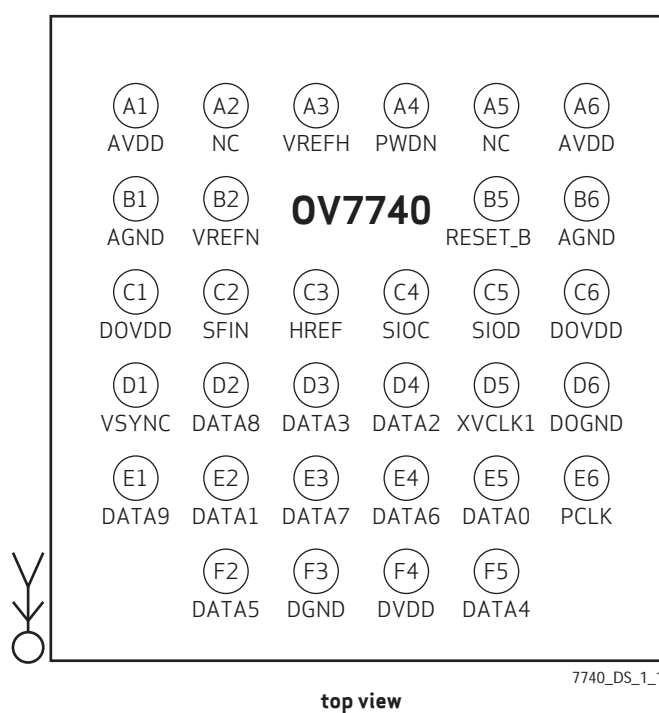 A1 A2 A3 A4 A5 A6
AVDD NC VREFH PWDN NC AVDD
B1 B2 OV7740 B5 B6
AGND VREFN RESET_B AGND
C1 C2 C3 C4 C5 C6
DOVDD SFIN HREF SIOC SIOD DOVDD
D1 D2 D3 D4 D5 D6
VSYNC DATA8 DATA3 DATA2 XVCLK1 DOGND
E1 E2 E3 E4 E5 E6
DATA9 DATA1 DATA7 DATA6 DATA0 PCLK
F2 F3 F4 F5
DATA5 DGND DVDD DATA4
7740_DS_1_1
top view